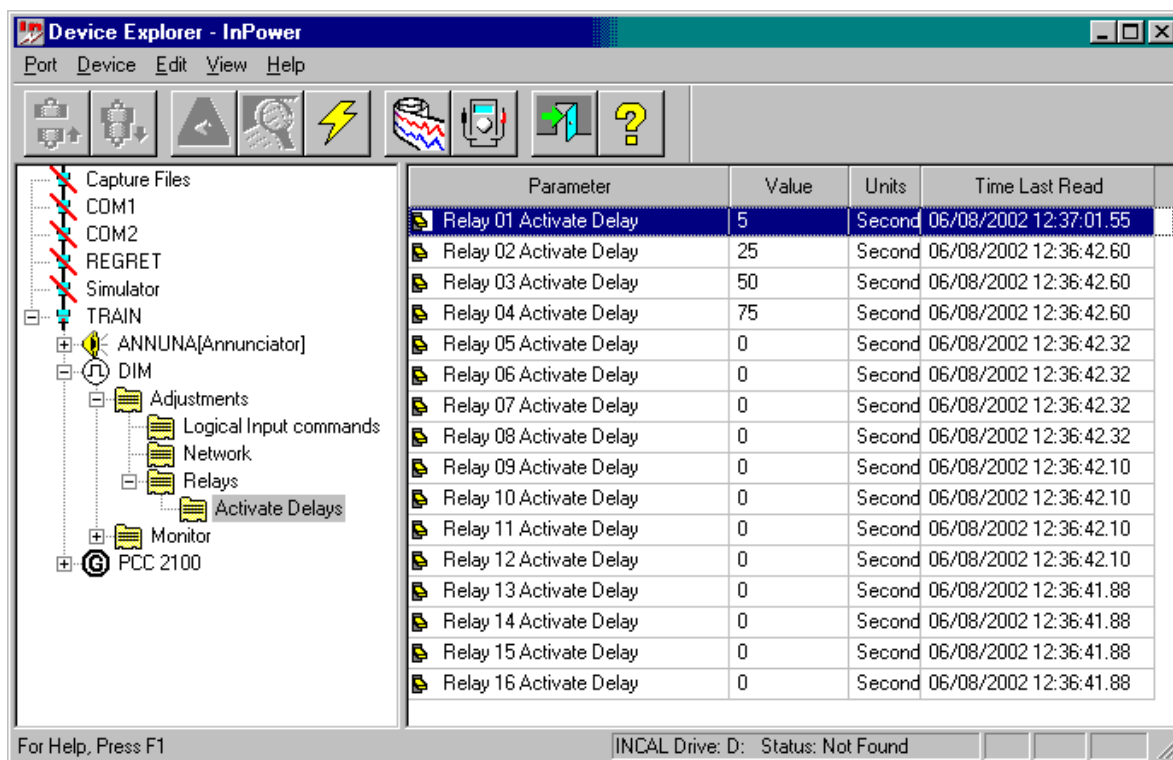 Device Explorer - InPower
Port Device Edit View Help
Capture Files
COM1
COM2
REGRET
Simulator
TRAIN
ANNUNA[Annunciator]
DIM
Adjustments
Logical Input commands
Network
Relays
Activate Delays
Monitor
PCC 2100
Parameter Value Units Time Last Read
Relay 01 Activate Delay 5 Second 06/08/2002 12:37:01.55
Relay 02 Activate Delay 25 Second 06/08/2002 12:36:42.60
Relay 03 Activate Delay 50 Second 06/08/2002 12:36:42.60
Relay 04 Activate Delay 75 Second 06/08/2002 12:36:42.60
Relay 05 Activate Delay 0 Second 06/08/2002 12:36:42.32
Relay 06 Activate Delay 0 Second 06/08/2002 12:36:42.32
Relay 07 Activate Delay 0 Second 06/08/2002 12:36:42.32
Relay 08 Activate Delay 0 Second 06/08/2002 12:36:42.32
Relay 09 Activate Delay 0 Second 06/08/2002 12:36:42.10
Relay 10 Activate Delay 0 Second 06/08/2002 12:36:42.10
Relay 11 Activate Delay 0 Second 06/08/2002 12:36:42.10
Relay 12 Activate Delay 0 Second 06/08/2002 12:36:42.10
Relay 13 Activate Delay 0 Second 06/08/2002 12:36:41.88
Relay 14 Activate Delay 0 Second 06/08/2002 12:36:41.88
Relay 15 Activate Delay 0 Second 06/08/2002 12:36:41.88
Relay 16 Activate Delay 0 Second 06/08/2002 12:36:41.88
For Help, Press F1
INCAL Drive: D: Status: Not Found